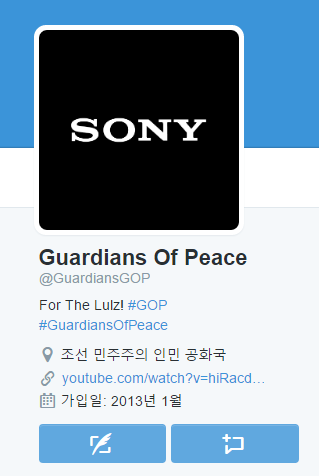 SONY
Guardians Of Peace
@GuardiansGOP
For The Lulz! #GOP
#GuardiansOfPeace
조선 민주주의 인민 공화국
youtube.com/watch?v=hiRacd…
가입일: 2013년 1월